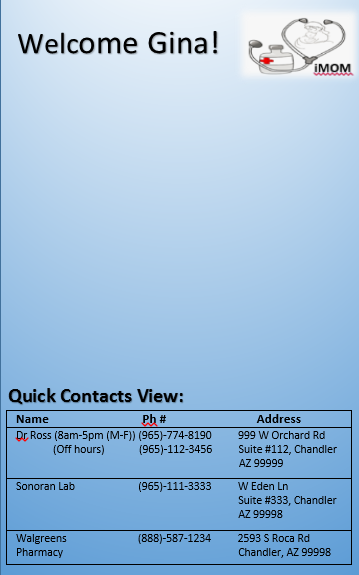 Welcome Gina!
iMOM
Quick Contacts View:
Name Ph # Address
Dr Ross (8am-5pm (M-F)) (965)-774-8190 999 W Orchard Rd
(Off hours) (965)-112-3456 Suite #112, Chandler
AZ 99999
Sonoran Lab (965)-111-3333 W Eden Ln
Suite #333, Chandler
AZ 99998
Walgreens (888)-587-1234 2593 S Roca Rd
Pharmacy Chandler, AZ 99998